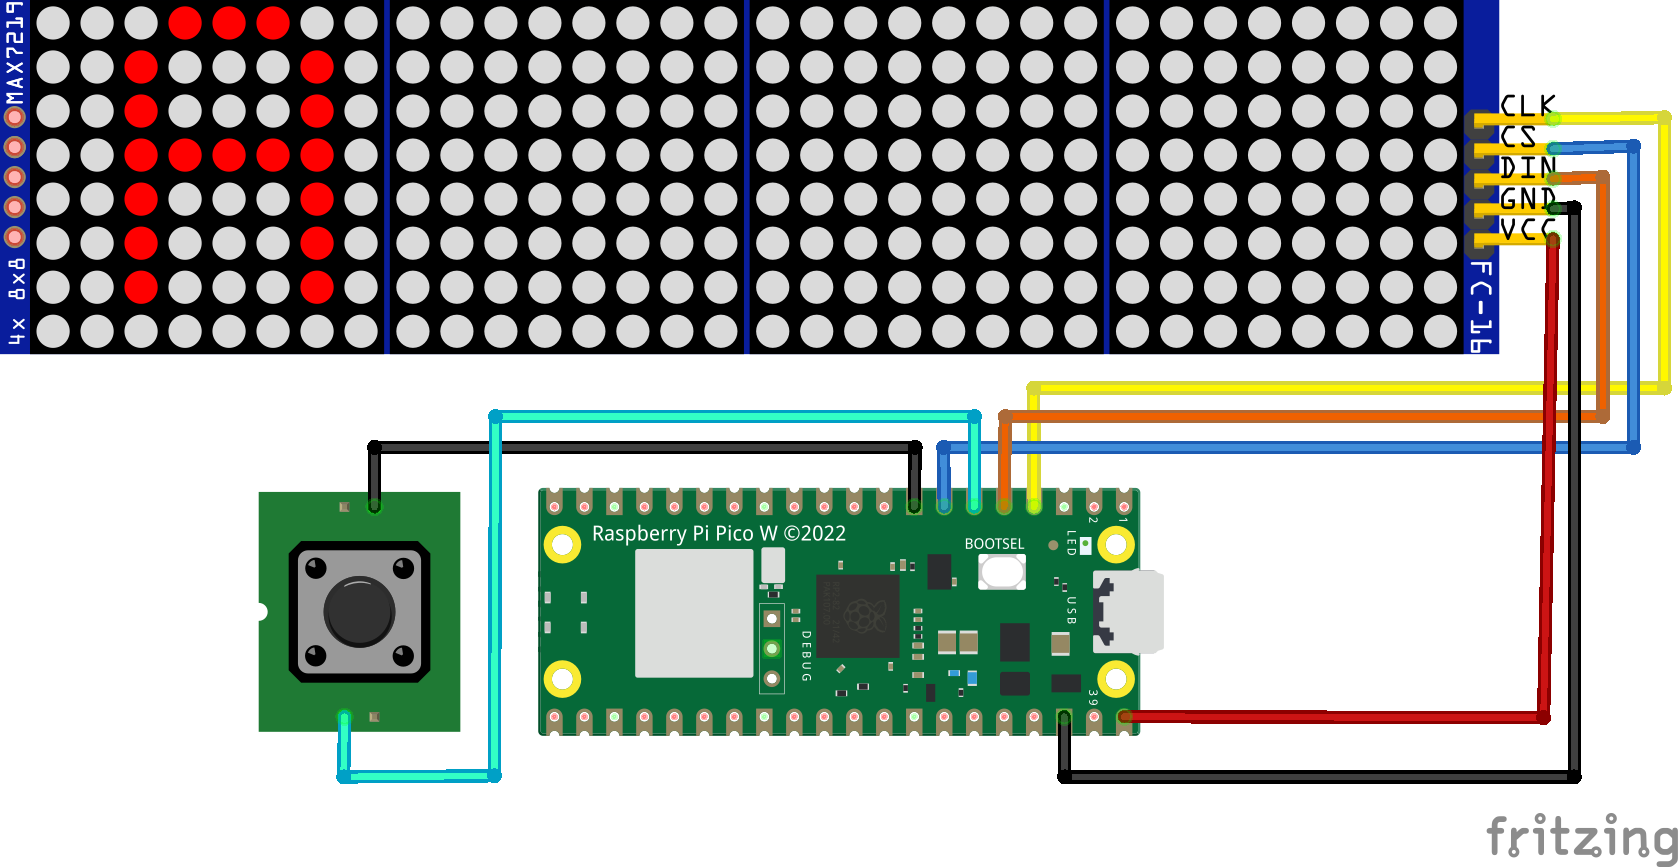 MAX7219
4x 8x8
CLK
CS
DIN
GND
VCC
FC-16
Raspberry Pi Pico W ©2022
BOOTSEL
LED
2
1
USB
DEBUG
39
fritzing